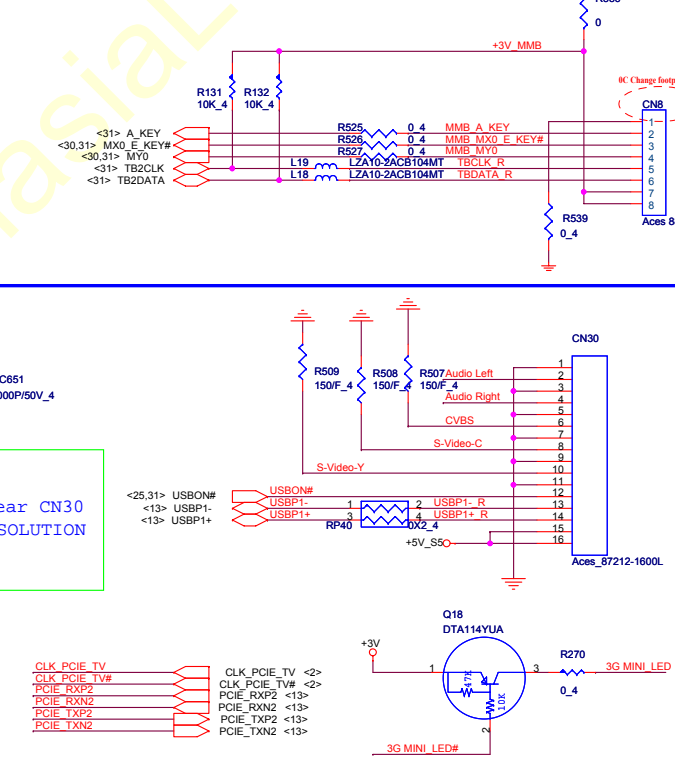 0
+3V_MMB
0C Change footp
R131
10K_4
R132
10K_4
CN8
<31> A_KEY
<30,31> MX0_E_KEY#
<30,31> MY0
<31> TB2CLK
<31> TB2DATA
R525 0_4 MMB_A_KEY
R526 0_4 MMB_MX0_E_KEY#
R527 0_4 MMB_MY0
L19 LZA10-2ACB104MT TBCLK_R
L18 LZA10-2ACB104MT TBDATA_R
1
2
3
4
5
6
7
8
Aces 8
R539
0_4
CN30
R509
150/F_4
R508
150/F_4
R507
150/F_4
Audio Left
Audio Right
CVBS
S-Video-C
S-Video-Y
1
2
3
4
5
6
7
8
9
10
11
12
13
14
15
16
C651
000P/50V_4
ear CN30
SOLUTION
<25,31> USBON# USBON#
<13> USBP1- USBP1- 1 2 USBP1-_R
<13> USBP1+ USBP1+ 3 4 USBP1+_R
RP40 0X2_4
+5V_S5
Aces_87212-1600L
Q18
DTA114YUA
+3V
1
47K
10K
3
2
R270
0_4
3G MINI_LED
3G MINI_LED#
CLK_PCIE_TV CLK_PCIE_TV <2>
CLK_PCIE_TV# CLK_PCIE_TV# <2>
PCIE_RXP2 PCIE_RXP2 <13>
PCIE_RXN2 PCIE_RXN2 <13>
PCIE_TXP2 PCIE_TXP2 <13>
PCIE_TXN2 PCIE_TXN2 <13>